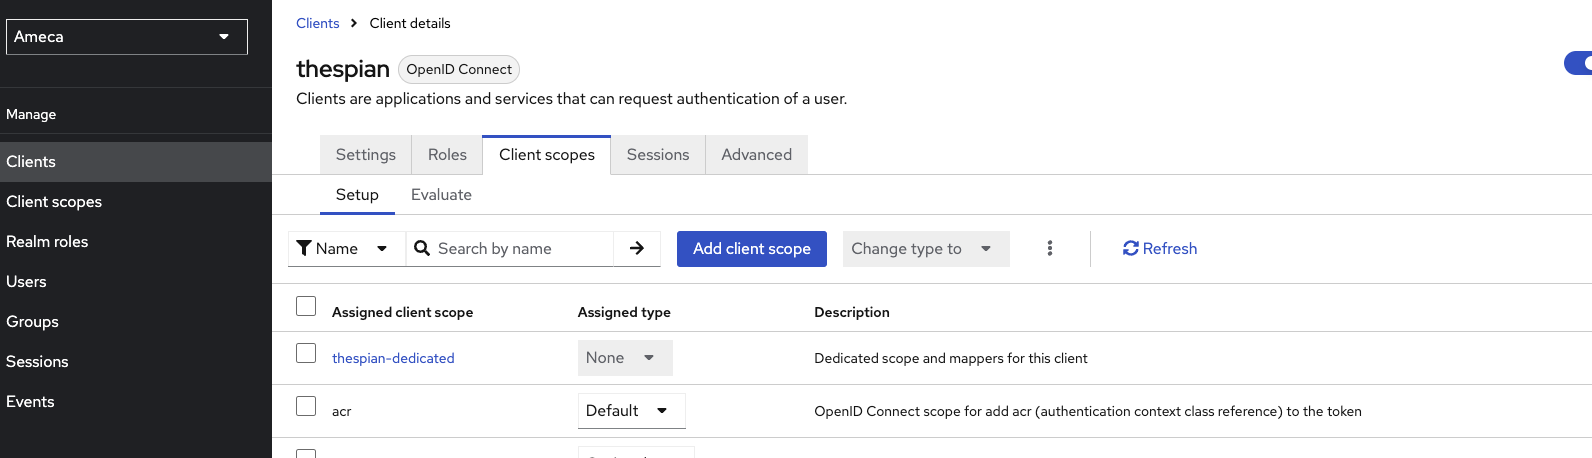 Ameca
Manage
Clients
Client scopes
Realm roles
Users
Groups
Sessions
Events
Clients Client details
thespian OpenID Connect
Clients are applications and services that can request authentication of a user.
Settings Roles Client scopes Sessions Advanced
Setup Evaluate
Name Search by name Add client scope Change type to Refresh
Assigned client scope Assigned type Description
thespian-dedicated None Dedicated scope and mappers for this client
acr Default OpenID Connect scope for add acr (authentication context class reference) to the token